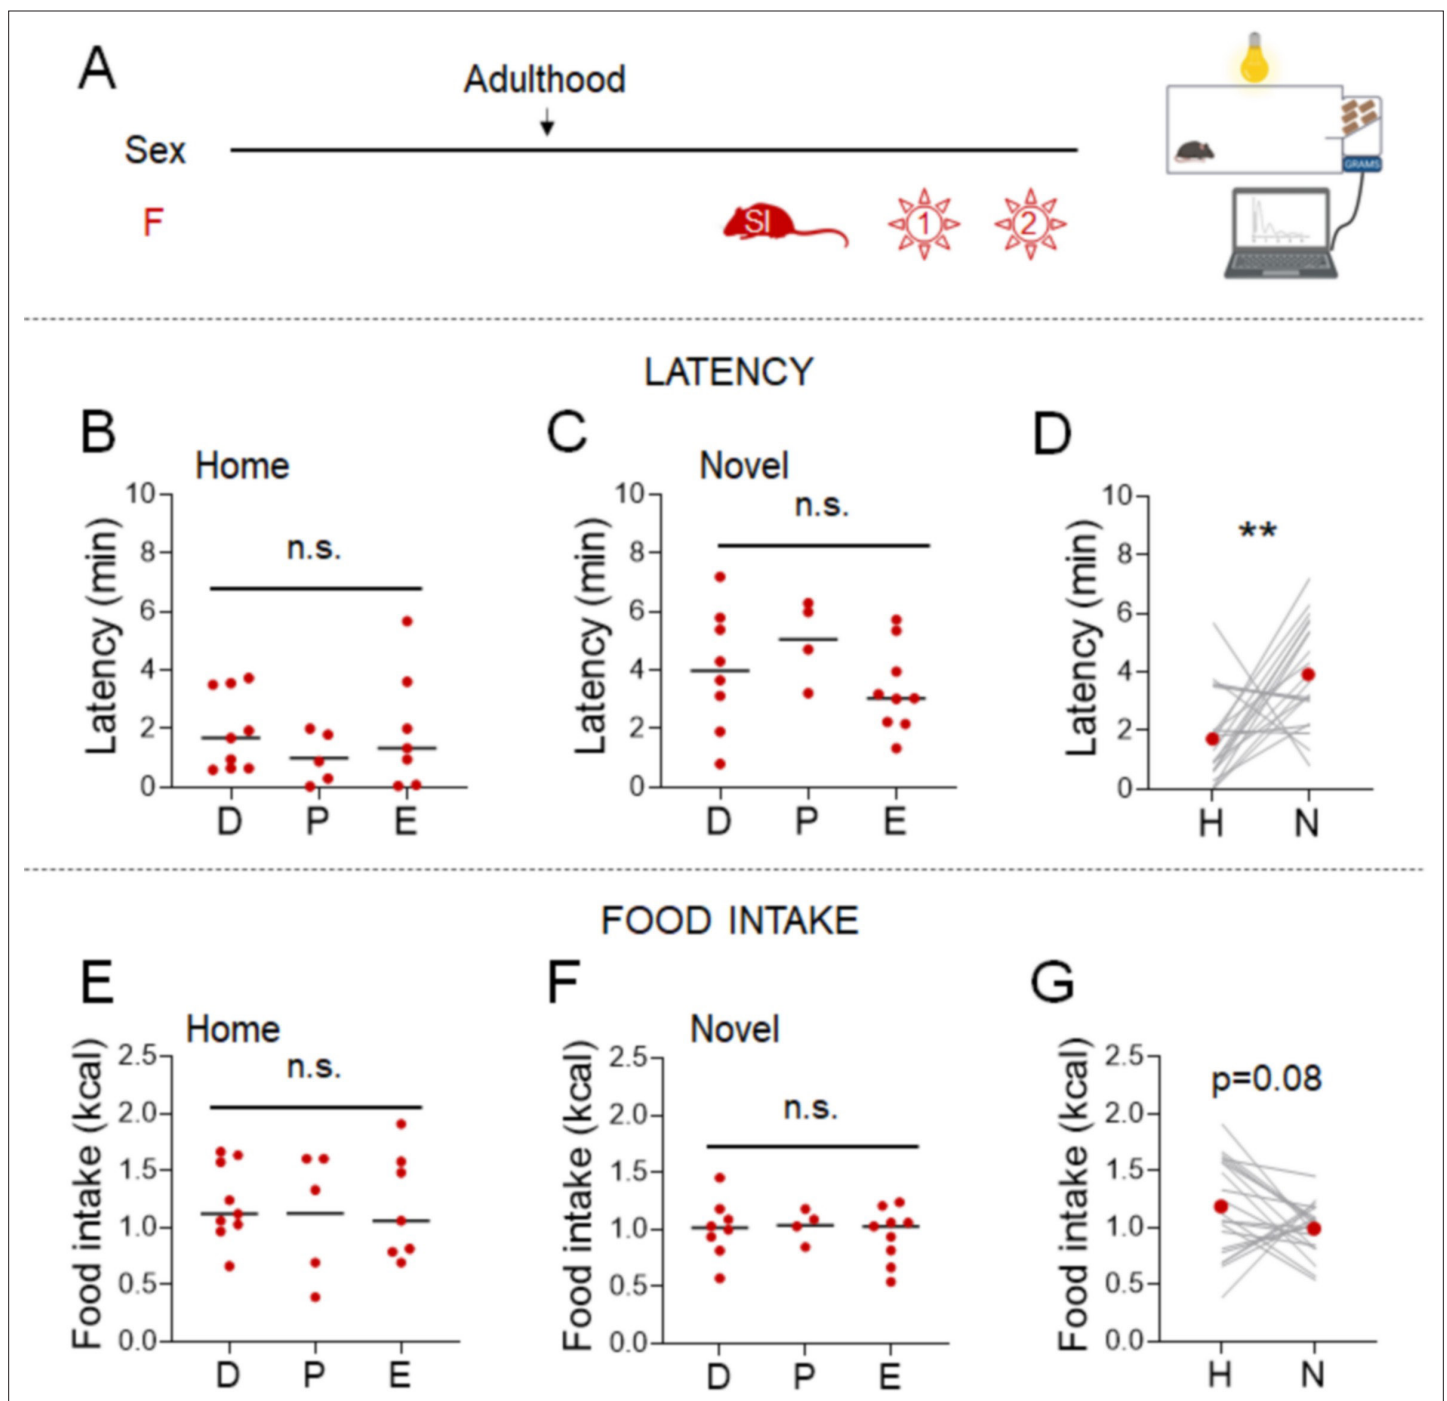 A
Adulthood
Sex
F
SI
1
2
GRAMS
LATENCY
B
Home
Latency (min)
10
8
6
4
2
0
n.s.
D P E
C
Novel
Latency (min)
10
8
6
4
2
0
n.s.
D P E
D
Latency (min)
10
8
6
4
2
0
**
H N
FOOD INTAKE
E
Home
Food intake (kcal)
2.5
2.0
1.5
1.0
0.5
0.0
n.s.
D P E
F
Novel
Food intake (kcal)
2.5
2.0
1.5
1.0
0.5
0.0
n.s.
D P E
G
Food intake (kcal)
2.5
2.0
1.5
1.0
0.5
0.0
p=0.08
H N